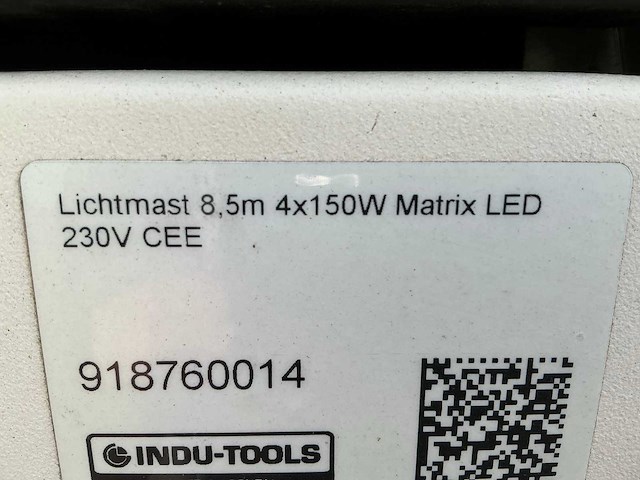 Lichtmast 8,5m 4x150W Matrix LED
230V CEE
918760014
INDU-TOOLS